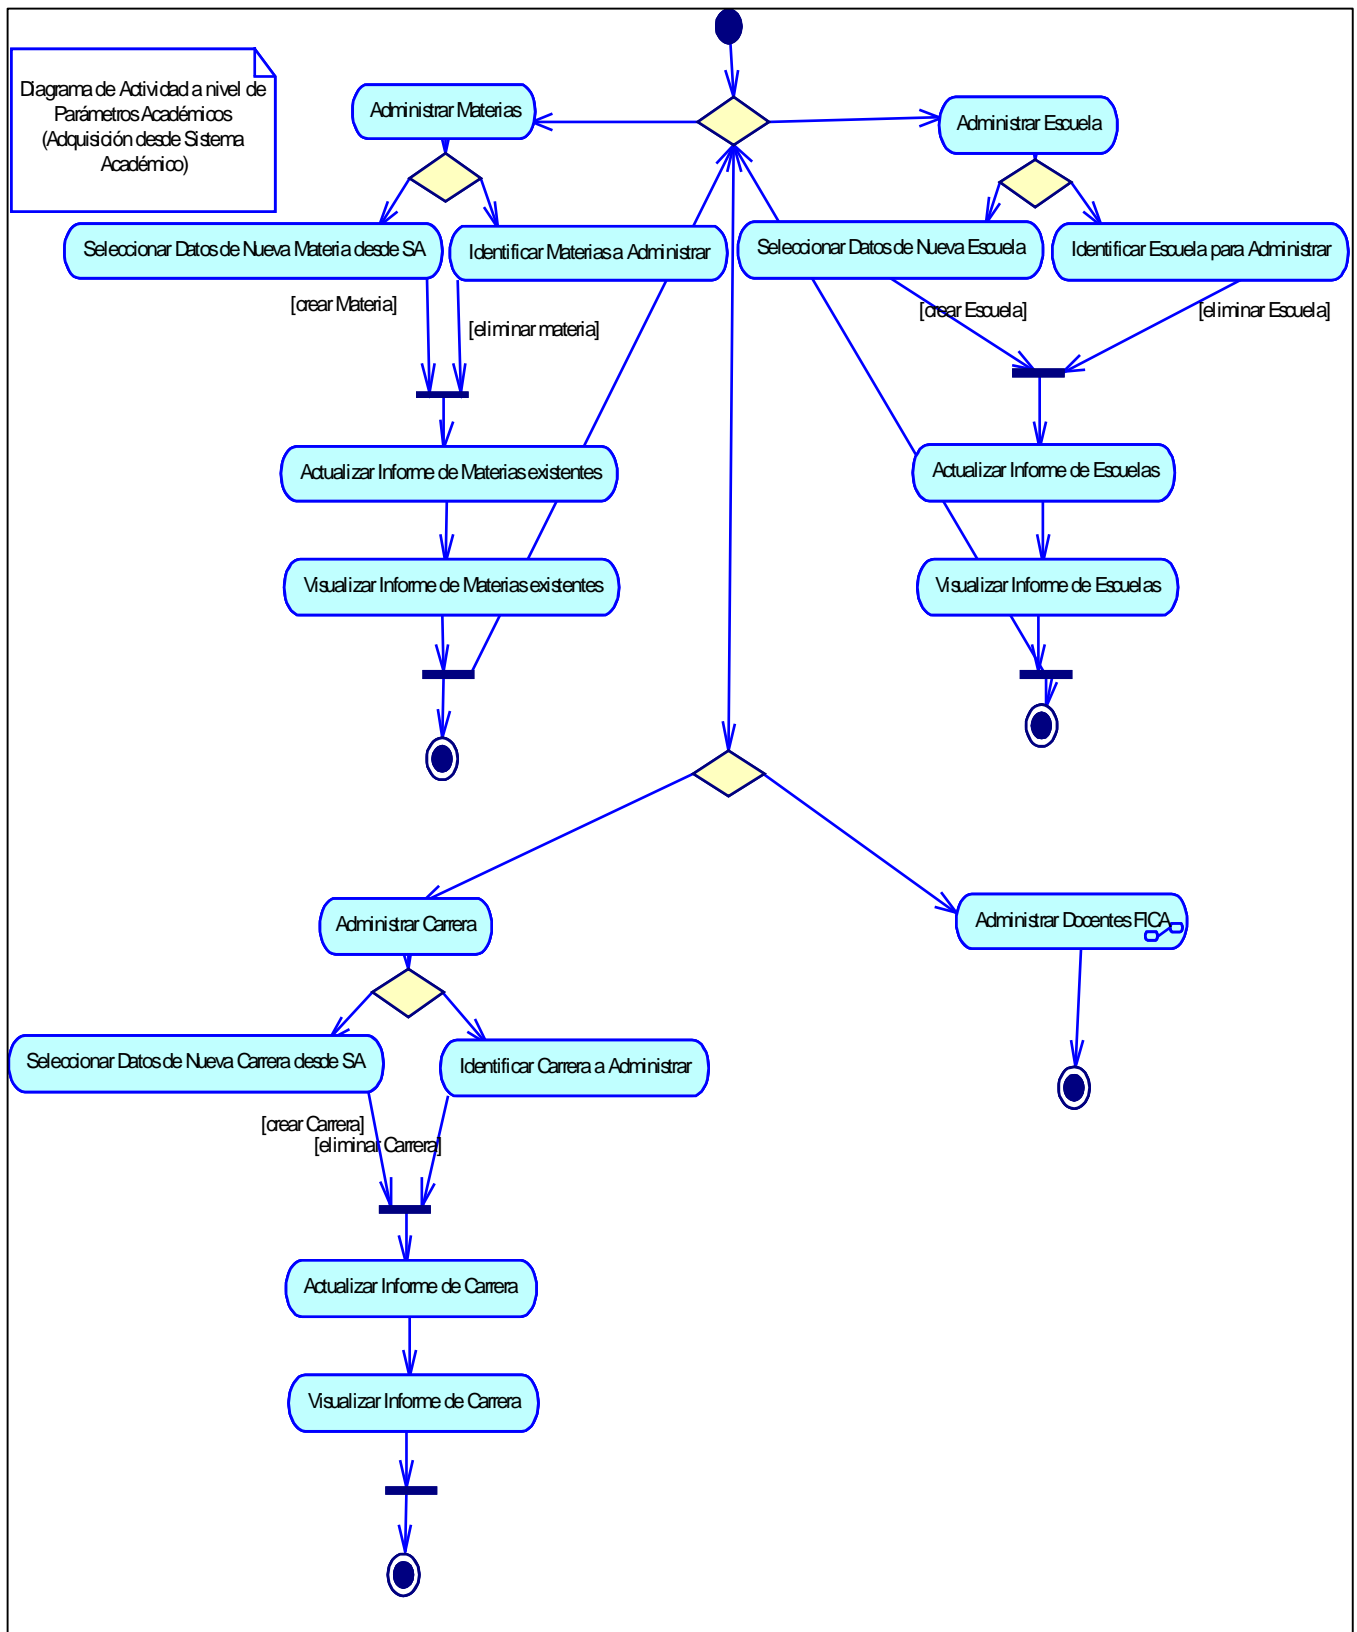 Diagrama de Actividad a nivel de
Parámetros Académicos
(Adquisición desde Sistema
Académico)
Administrar Materias
Administrar Escuela
Seleccionar Datos de Nueva Materia desde SA
Identificar Materias a Administrar
Seleccionar Datos de Nueva Escuela
Identificar Escuela para Administrar
[crear Materia]
[eliminar materia]
[crear Escuela]
[eliminar Escuela]
Actualizar Informe de Materias existentes
Actualizar Informe de Escuelas
Visualizar Informe de Materias existentes
Visualizar Informe de Escuelas
Administrar Carrera
Administrar Docentes FICA
Seleccionar Datos de Nueva Carrera desde SA
Identificar Carrera a Administrar
[crear Carrera]
[eliminar Carrera]
Actualizar Informe de Carrera
Visualizar Informe de Carrera